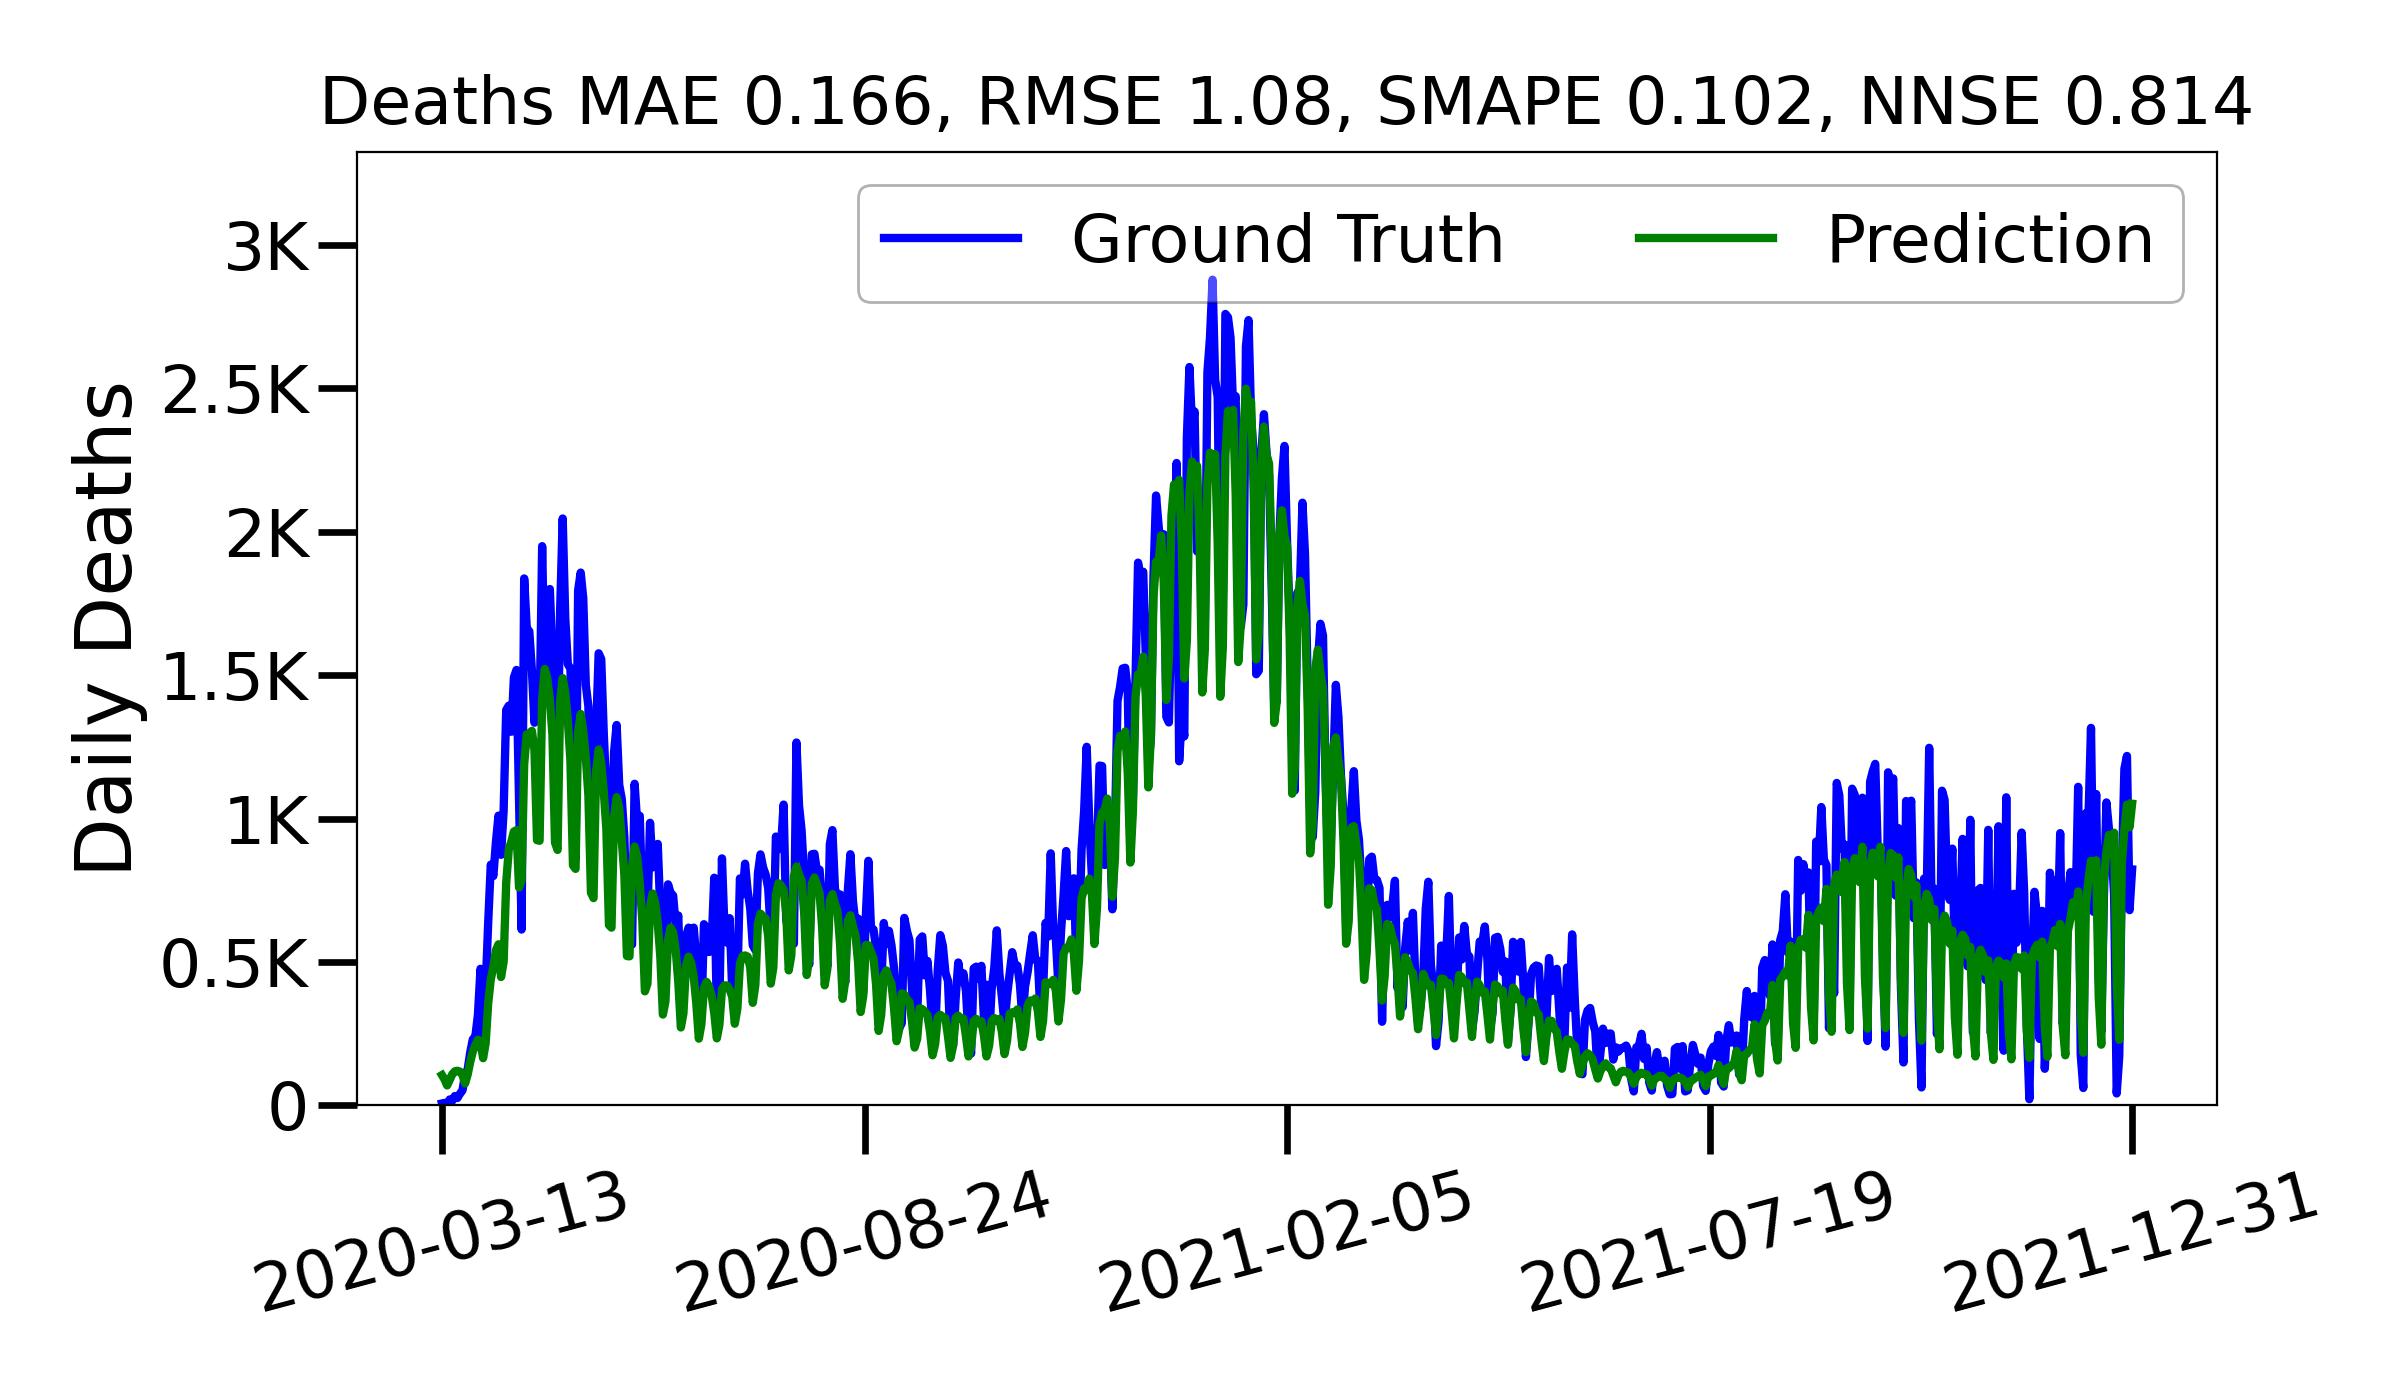 Deaths MAE 0.166, RMSE 1.08, SMAPE 0.102, NNSE 0.814
Ground Truth
Prediction
Daily Deaths
3K
2.5K
2K
1.5K
1K
0.5K
0
2020-03-13
2020-08-24
2021-02-05
2021-07-19
2021-12-31